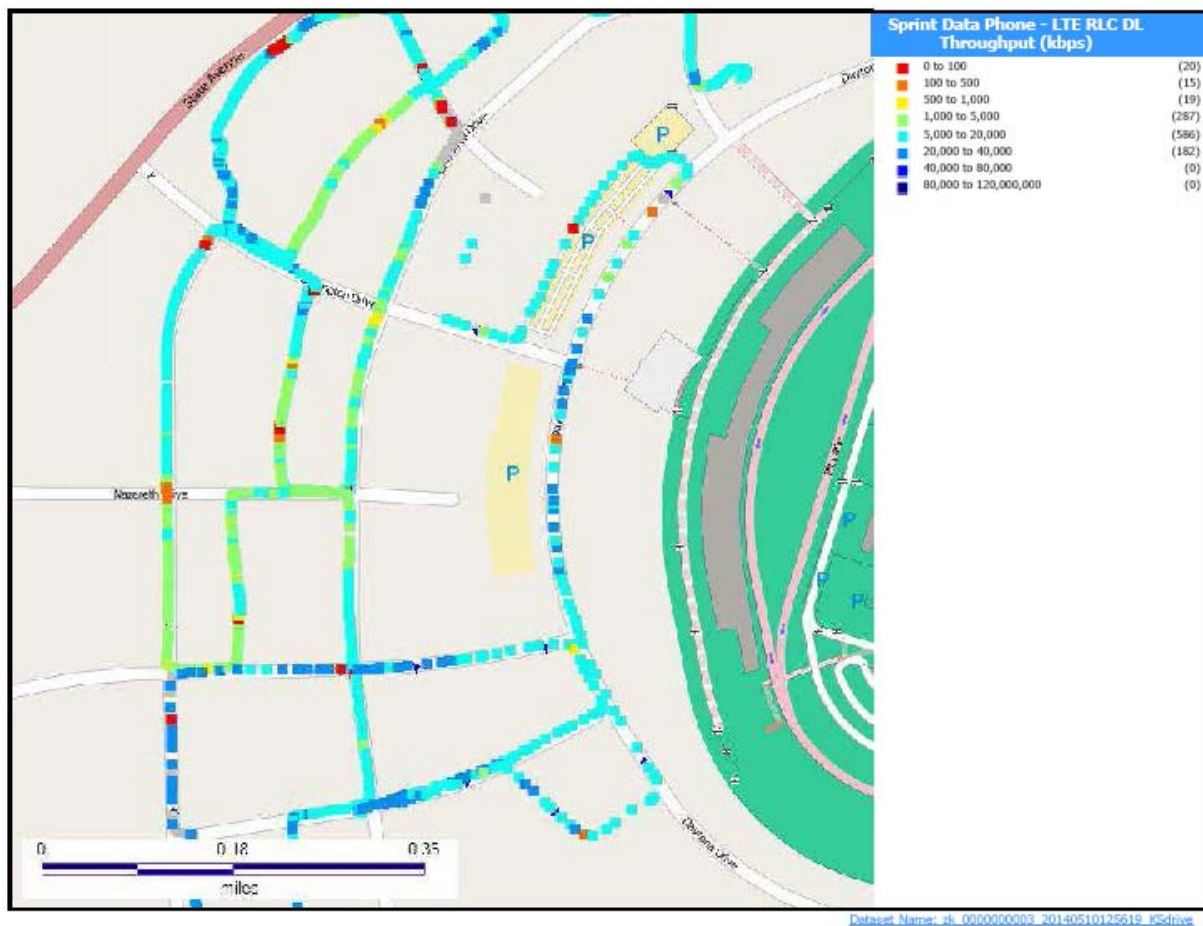 Sprint Data Phone - LTE RLC DL
Throughput (kbps)
0 to 100 (20)
100 to 500 (15)
500 to 1,000 (19)
1,000 to 5,000 (287)
5,000 to 20,000 (586)
20,000 to 40,000 (182)
40,000 to 80,000 (0)
80,000 to 120,000,000 (0)
State Avenue
Drive
P
P
Drive
P
Nazareth Drive
P
P
P
Daytona Drive
0 0.18 0.35
miles
Dataset Name: zk_0000000003_20140510125619_KSdrive